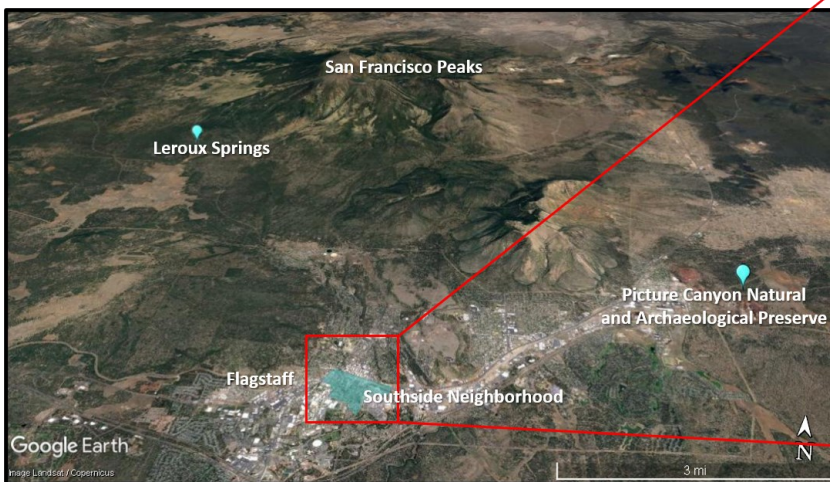 San Francisco Peaks
Leroux Springs
Picture Canyon Natural
and Archaeological Preserve
Flagstaff
Southside Neighborhood
N
Google Earth
Image Landsat / Copernicus
3 mi